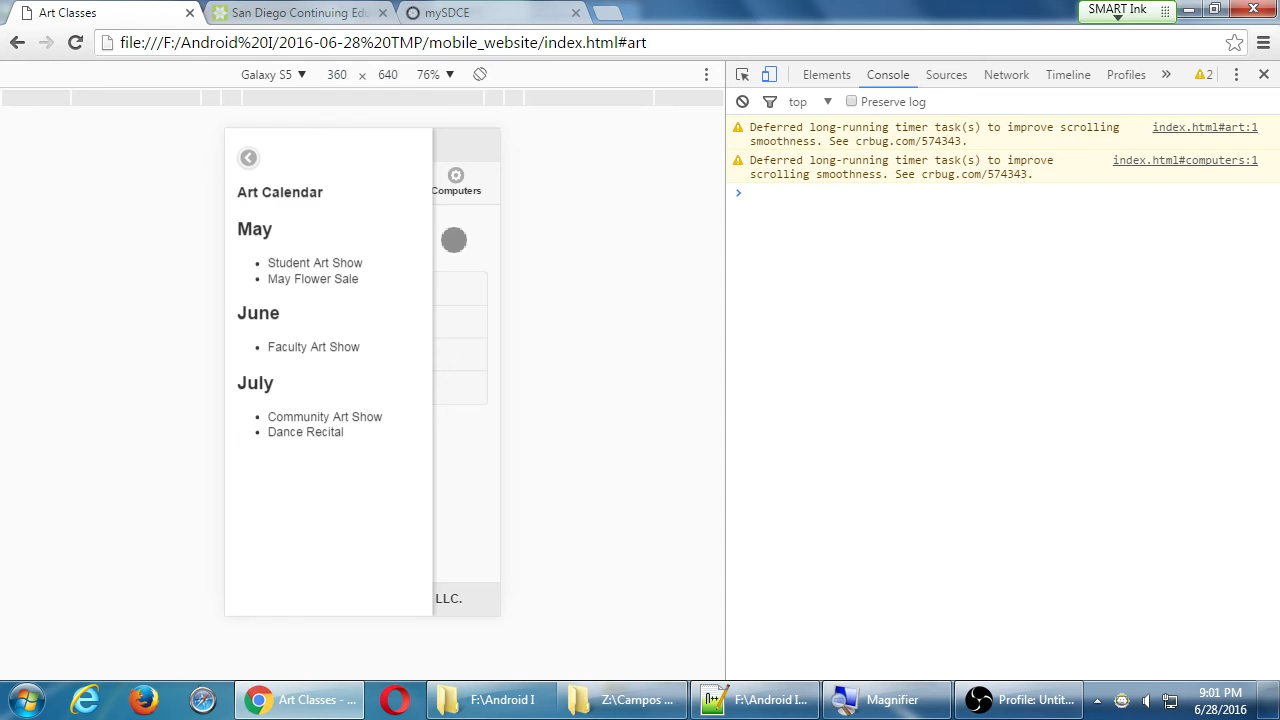 Art Classes
San Diego Continuing Edu
mySDCE
SMART Ink
file:///F:/Android%20I/2016-06-28%20TMP/mobile_website/index.html#art
Galaxy S5 ▼ 360 x 640 76% ▼
Elements Console Sources Network Timeline Profiles » 2
top ▼ Preserve log
Deferred long-running timer task(s) to improve scrolling smoothness. See crbug.com/574343.
index.html#art:1
Deferred long-running timer task(s) to improve scrolling smoothness. See crbug.com/574343.
index.html#computers:1
Computers
Art Calendar
May
• Student Art Show
• May Flower Sale
June
• Faculty Art Show
July
• Community Art Show
• Dance Recital
LLC.
Art Classes - ...
F:\Android I
Z:\Campos ...
F:\Android I...
Magnifier
Profile: Untit...
9:01 PM
6/28/2016